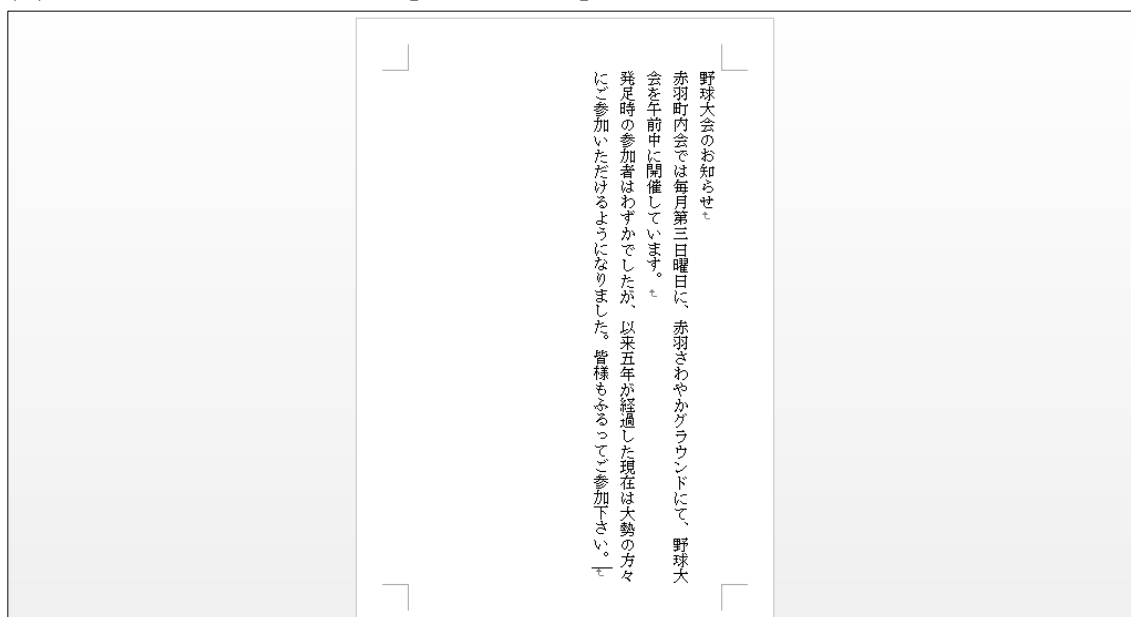 野球大会のお知らせ
赤羽町内会では毎月第三日曜日に、赤羽さわやかグラウンドにて、野球大
会を午前中に開催しています。
発足時の参加者はわずかでしたが、以来五年が経過した現在は大勢の方々
にご参加いただけるようになりました。皆様もふるってご参加下さい。